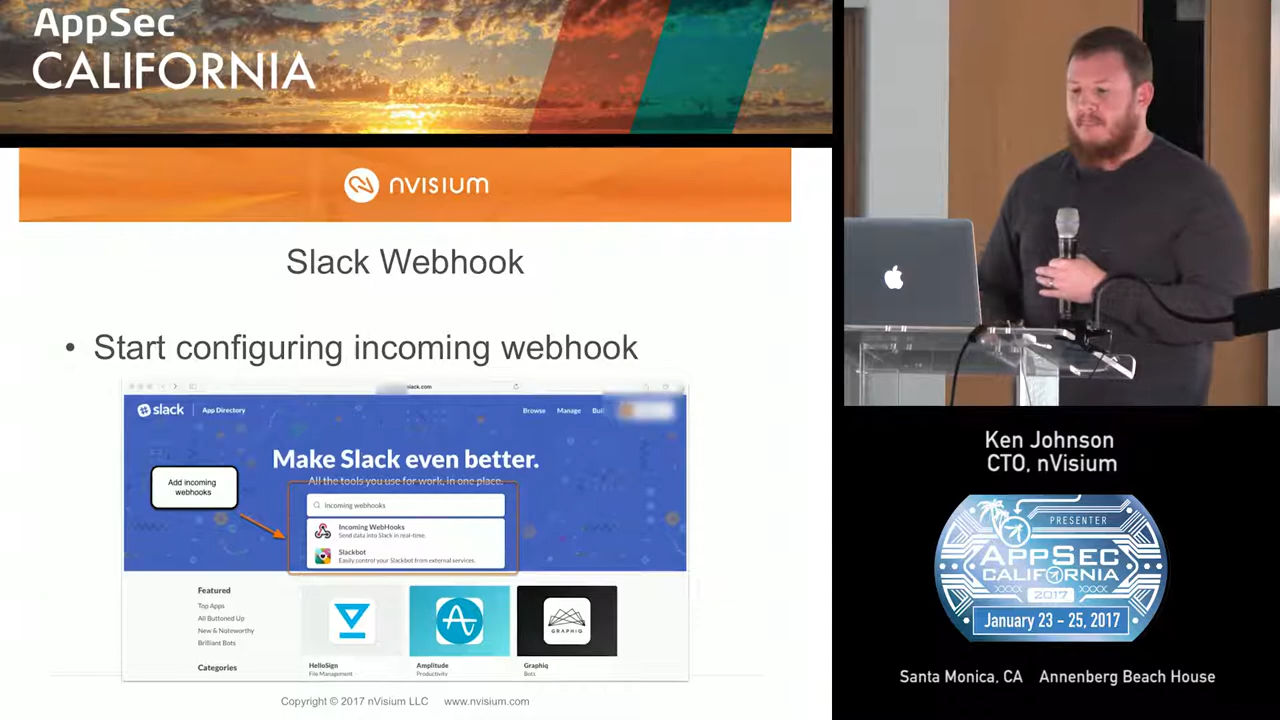 AppSec
CALIFORNIA
nVISIUM
Slack Webhook
• Start configuring incoming webhook
slack.com
slack
App Directory
Browse
Manage
Make Slack even better.
All the tools you use for work, in one place.
Add incoming
webhooks
incoming webhooks
Incoming WebHooks
Send data into Slack in real-time.
Slackbot
Easily control your Slackbot from external services.
Featured
Top Apps
All Buttoned Up
New & Noteworthy
Brilliant Bots
Categories
GRAPHIQ
HelloSign
File Management
Amplitude
Productivity
Graphiq
Bots
Copyright © 2017 nVisium LLC www.nvisium.com
Ken Johnson
CTO, nVisium
PRESENTER
APPSEC
CALIFORNIA
2017
January 23 - 25, 2017
Santa Monica, CA Annenberg Beach House